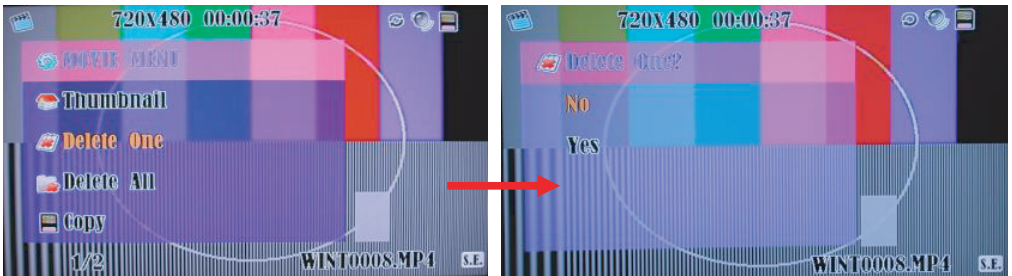 720X480 00:00:37
MOVIE MENU
Thumbnail
Delete One
Delete All
Copy
1/2
WINT0008.MP4
S.E.
720X480 00:00:37
Delete One?
No
Yes
WINT0008.MP4
S.E.